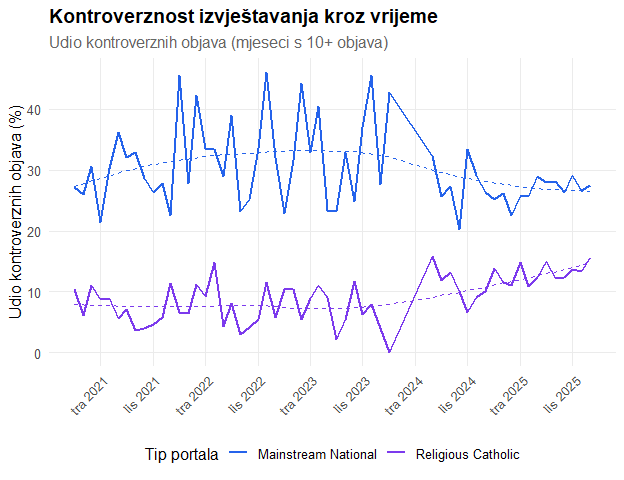 Kontroverznost izvještavanja kroz vrijeme
Udio kontroverznih objava (mjeseci s 10+ objava)
Udio kontroverznih objava (%)
40
30
20
10
0
tra 2021
lis 2021
tra 2022
lis 2022
tra 2023
lis 2023
tra 2024
lis 2024
tra 2025
lis 2025
Tip portala
Mainstream National
Religious Catholic